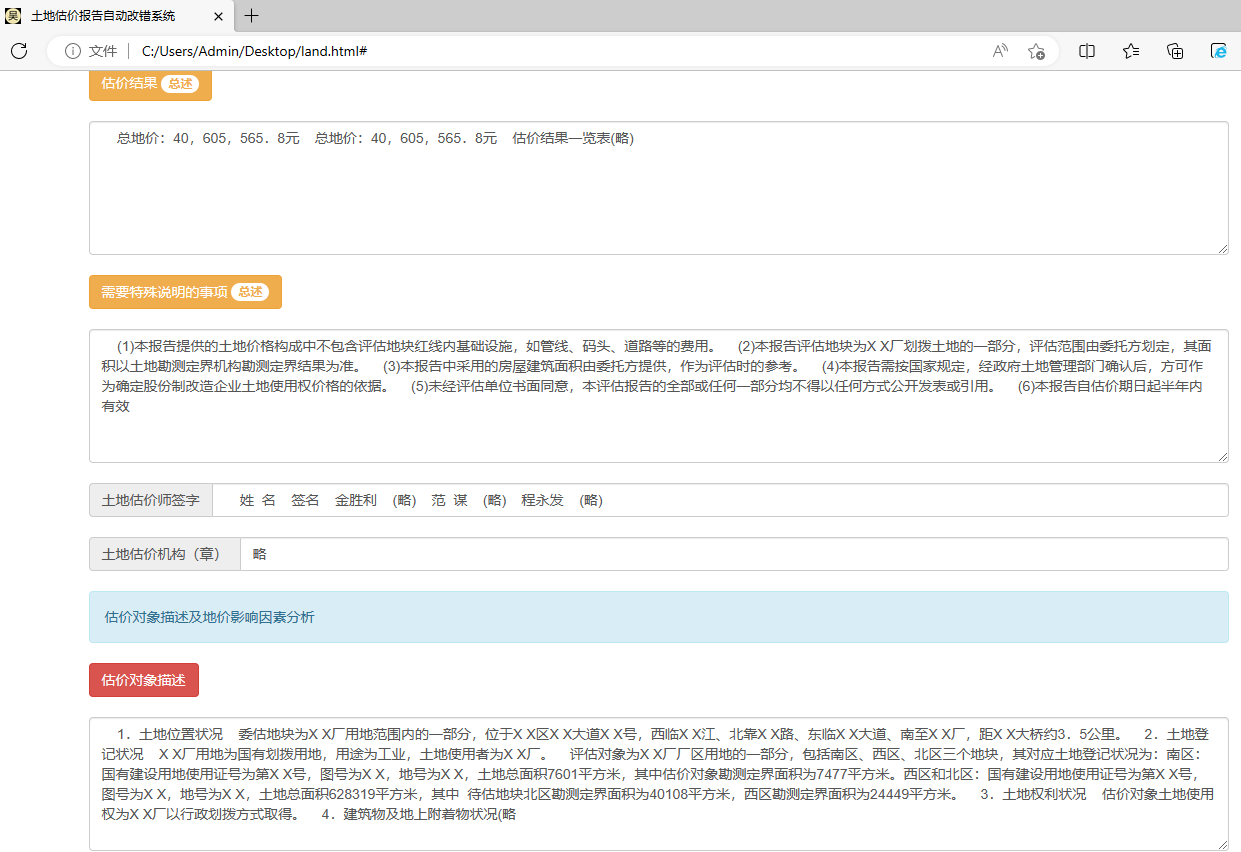 土地估价报告自动改错系统
文件 C:/Users/Admin/Desktop/land.html#
估价结果 总述
总地价：40，605，565．8元 总地价：40，605，565．8元 估价结果一览表(略)
需要特殊说明的事项 总述
(1)本报告提供的土地价格构成中不包含评估地块红线内基础设施，如管线、码头、道路等的费用。 (2)本报告评估地块为X X厂划拨土地的一部分，评估范围由委托方划定，其面
积以土地勘测定界机构勘测定界结果为准。 (3)本报告中采用的房屋建筑面积由委托方提供，作为评估时的参考。 (4)本报告需按国家规定，经政府土地管理部门确认后，方可作
为确定股份制改造企业土地使用权价格的依据。 (5)未经评估单位书面同意，本评估报告的全部或任何一部分均不得以任何方式公开发表或引用。 (6)本报告自估价期日起半年内
有效
土地估价师签字 姓 名 签名 金胜利 (略) 范 谋 (略) 程永发 (略)
土地估价机构（章） 略
估价对象描述及地价影响因素分析
估价对象描述
1．土地位置状况 委估地块为X X厂用地范围内的一部分，位于X X区X X大道X X号，西临X X江、北靠X X路、东临X X大道、南至X X厂，距X X大桥约3．5公里。 2．土地登
记状况 X X厂用地为国有划拨用地，用途为工业，土地使用者为X X厂。 评估对象为X X厂厂区用地的一部分，包括南区、西区、北区三个地块，其对应土地登记状况为：南区：
国有建设用地使用证号为第X X号，图号为X X，地号为X X，土地总面积7601平方米，其中估价对象勘测定界面积为7477平方米。西区和北区：国有建设用地使用证号为第X X号，
图号为X X，地号为X X，土地总面积628319平方米，其中 待估地块北区勘测定界面积为40108平方米，西区勘测定界面积为24449平方米。 3．土地权利状况 估价对象土地使用
权为X X厂以行政划拨方式取得。 4．建筑物及地上附着物状况(略